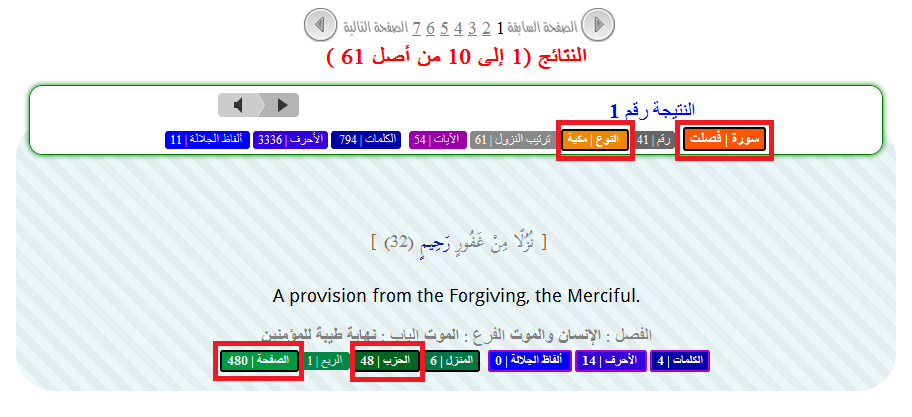 الصفحة السابقة 1 2 3 4 5 6 7 الصفحة التالية
النتائج (1 إلى 10 من أصل 61 )
النتيجة رقم 1
سورة | فصلت رقم | 41 النوع | مكية ترتيب النزول | 61 الآيات | 54 الكلمات | 794 الأحرف | 3336 ألفاظ الجلالة | 11
[ نُزُلًا مِنْ غَفُورٍ رَحِيمٍ (32) ]
A provision from the Forgiving, the Merciful.
الفصل : الإنسان والموت الفرع : الموت الباب : نهاية طيبة للمؤمنين
الكلمات | 4 الأحرف | 14 ألفاظ الجلالة | 0 المنزل | 6 الحزب | 48 الربع | 1 الصفحة | 480